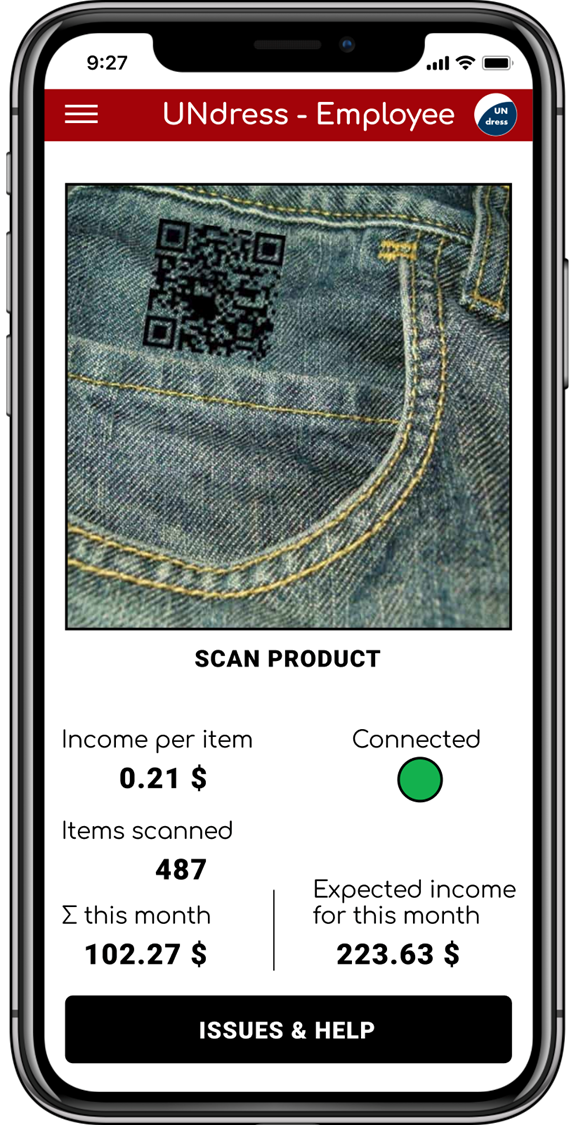 9:27
UNdress - Employee
UN
dress
SCAN PRODUCT
Income per item
0.21 $
Connected
Items scanned
487
Σ this month
102.27 $
Expected income
for this month
223.63 $
ISSUES & HELP